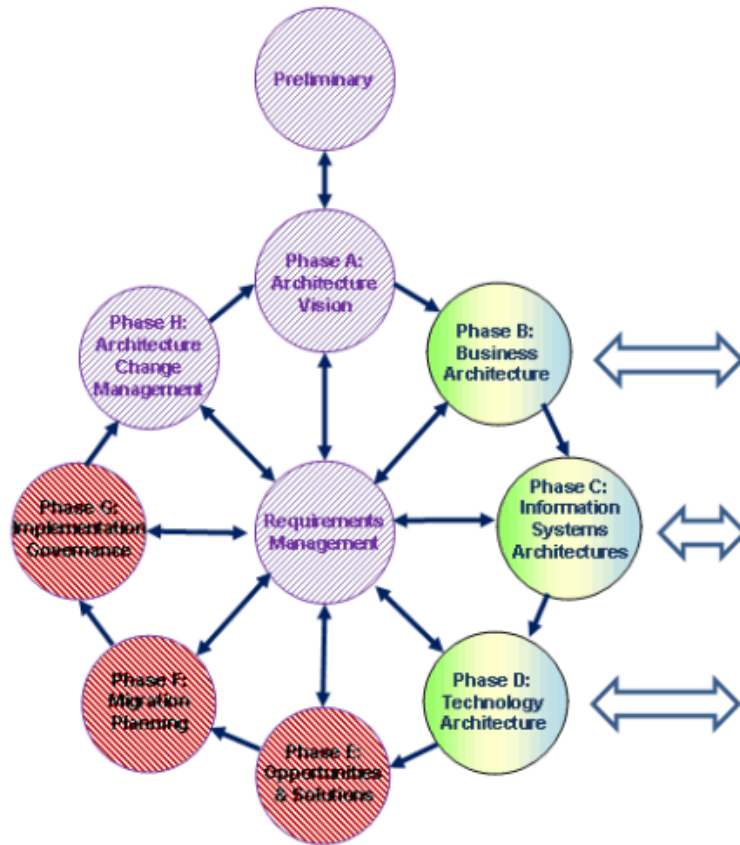 Preliminary
Phase A:
Architecture
Vision
Phase H:
Architecture
Change
Management
Phase B:
Business
Architecture
Phase G:
Implementation
Governance
Requirements
Management
Phase C:
Information
Systems
Architectures
Phase F:
Migration
Planning
Phase D:
Technology
Architecture
Phase E:
Opportunities
& Solutions